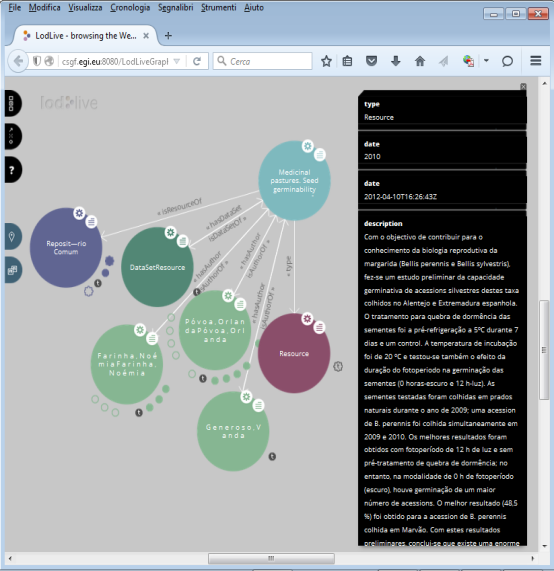 File Modifica Visualizza Cronologia Segnalibri Strumenti Aiuto
LodLive - browsing the We... × +
csgf.egi.eu:8080/LodLiveGrapl
Cerca
lodlive
?
Medicinal
pastures. Seed
germinability
isResourceOf
hasDataSet
isDataSetOf
Reposit—rio
Comum
DataSetResource
hasAuthor
isAuthorOf
hasAuthor
isAuthorOf
hasAuthor
isAuthorOf
type
Póvoa,Orlan
daPóvoa,Orl
anda
Farinha,Noé
miaFarinha,
Noémia
Resource
Generoso,V
anda
type
Resource
date
2010
date
2012-04-10T16:26:43Z
description
Com o objectivo de contribuir para o
conhecimento da biologia reprodutiva da
margarida (Bellis perennis e Bellis sylvestris),
fez-se um estudo preliminar da capacidade
germinativa de acessions silvestres destes taxa
colhidos no Alentejo e Extremadura espanhola.
O tratamento para quebra de dormência das
sementes foi a pré-refrigeração a 5ºC durante 7
dias e um control. A temperatura de incubação
foi de 20 ºC e testou-se também o efeito da
duração do fotoperíodo na germinação das
sementes (0 horas-escuro e 12 h-luz). As
sementes testadas foram colhidas em prados
naturais durante o ano de 2009; uma acession
de B. perennis foi colhida simultaneamente em
2009 e 2010. Os melhores resultados foram
obtidos com fotoperíodo de 12 h de luz e sem
pré-tratamento de quebra de dormência; no
entanto, na modalidade de 0 h de fotoperíodo
(escuro), houve germinação de um maior
número de acessions. O melhor resultado (48,5
%) foi obtido para a acession de B. perennis
colhida em Marvão. Com estes resultados
preliminares, conclui-se que existe uma enorme